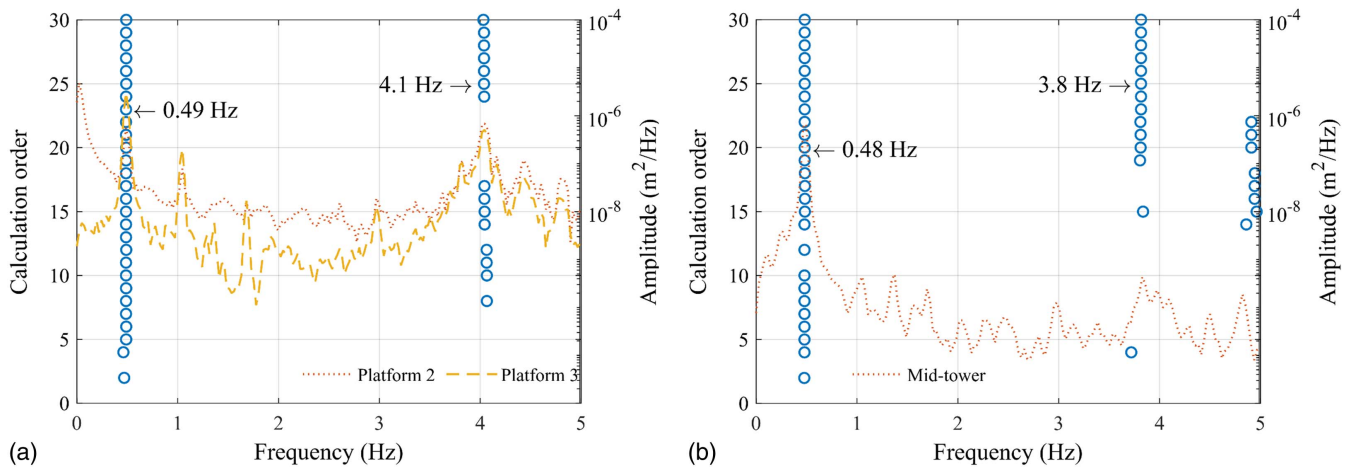 30
25
20
15
10
5
0
Calculation order
0.49 Hz
4.1 Hz
Platform 2
Platform 3
0 1 2 3 4 5
Frequency (Hz)
10⁻⁴
10⁻⁶
10⁻⁸
Amplitude (m²/Hz)
(a)
30
25
20
15
10
5
0
Calculation order
0.48 Hz
3.8 Hz
Mid-tower
0 1 2 3 4 5
Frequency (Hz)
10⁻⁴
10⁻⁶
10⁻⁸
Amplitude (m²/Hz)
(b)